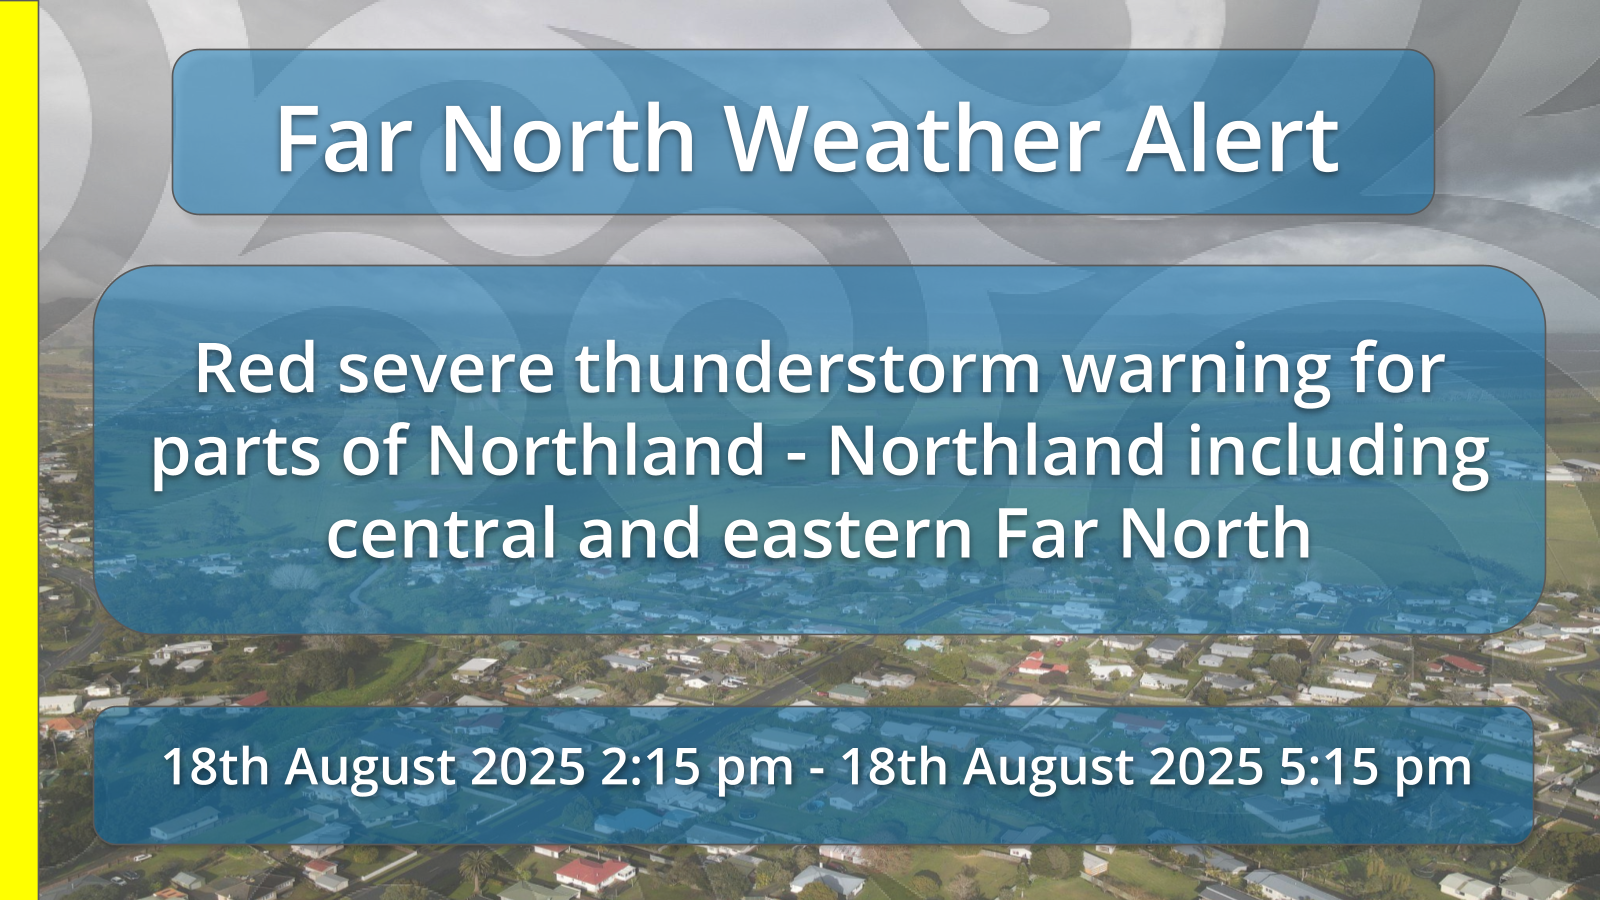 Far North Weather Alert
Red severe thunderstorm warning for
parts of Northland - Northland including
central and eastern Far North
18th August 2025 2:15 pm - 18th August 2025 5:15 pm